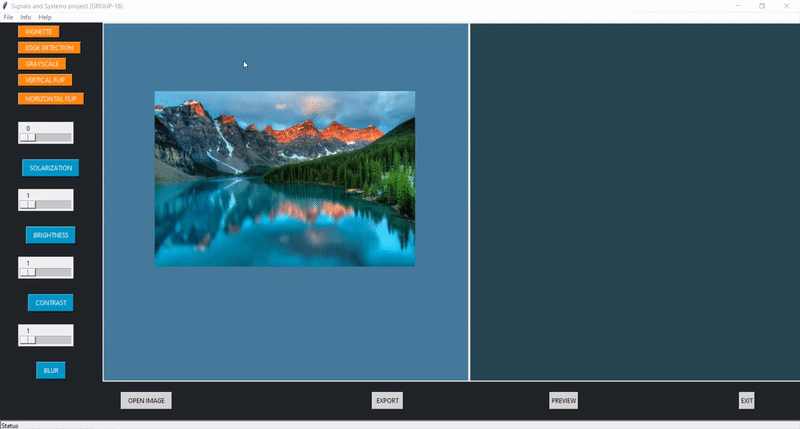 Signals and Systems project [GROUP-18]
File Info Help
VIGNETTE
EDGE DETECTION
GRAYSCALE
VERTICAL FLIP
HORIZONTAL FLIP
0
SOLARIZATION
1
BRIGHTNESS
1
CONTRAST
1
BLUR
OPEN IMAGE EXPORT PREVIEW EXIT
Status